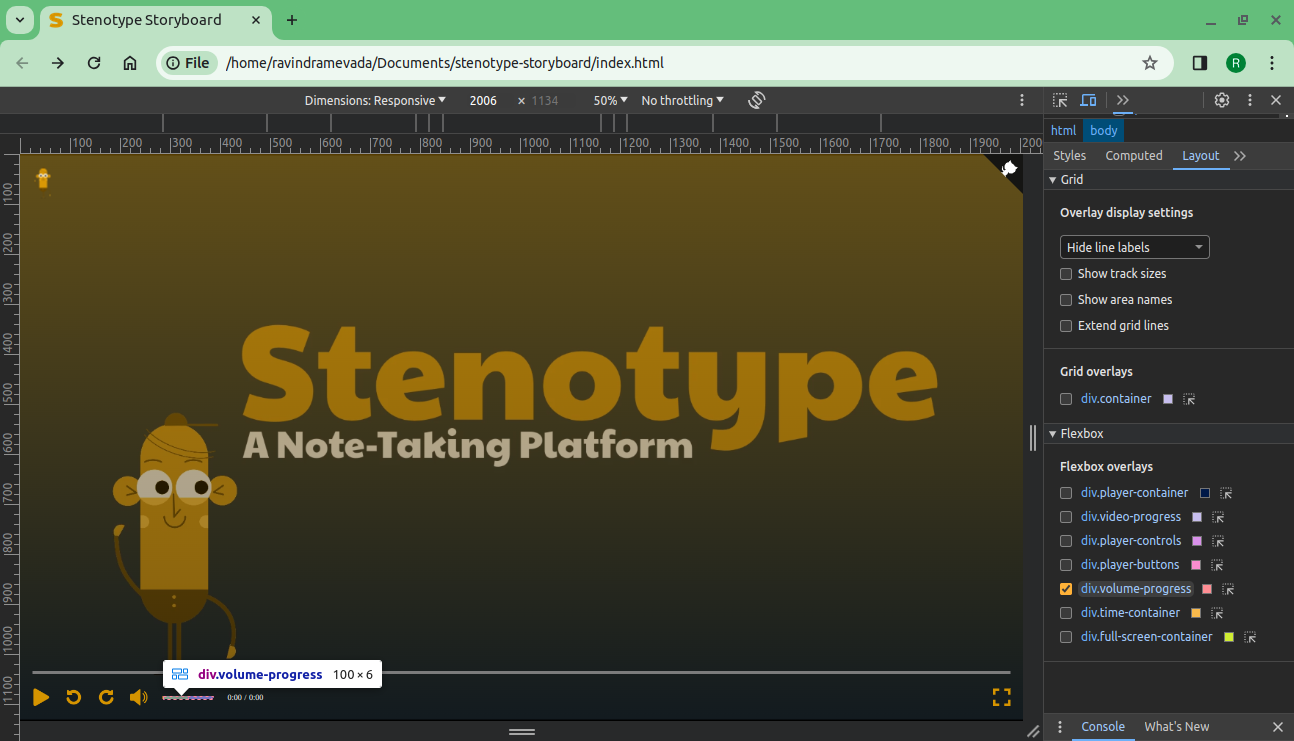 Stenotype Storyboard
File /home/ravindramevada/Documents/stenotype-storyboard/index.html R
Dimensions: Responsive 2006 × 1134 50% No throttling
100 200 300 400 500 600 700 800 900 1000 1100 1200 1300 1400 1500 1600 1700 1800 1900 200
100
200
300
400
500
600
700
800
900
1000
1100
Stenotype
A Note-Taking Platform
div.volume-progress 100 × 6
0:00 / 0:00
html body
Styles Computed Layout
Grid
Overlay display settings
Hide line labels
Show track sizes
Show area names
Extend grid lines
Grid overlays
div.container
Flexbox
Flexbox overlays
div.player-container
div.video-progress
div.player-controls
div.player-buttons
div.volume-progress
div.time-container
div.full-screen-container
Console What's New